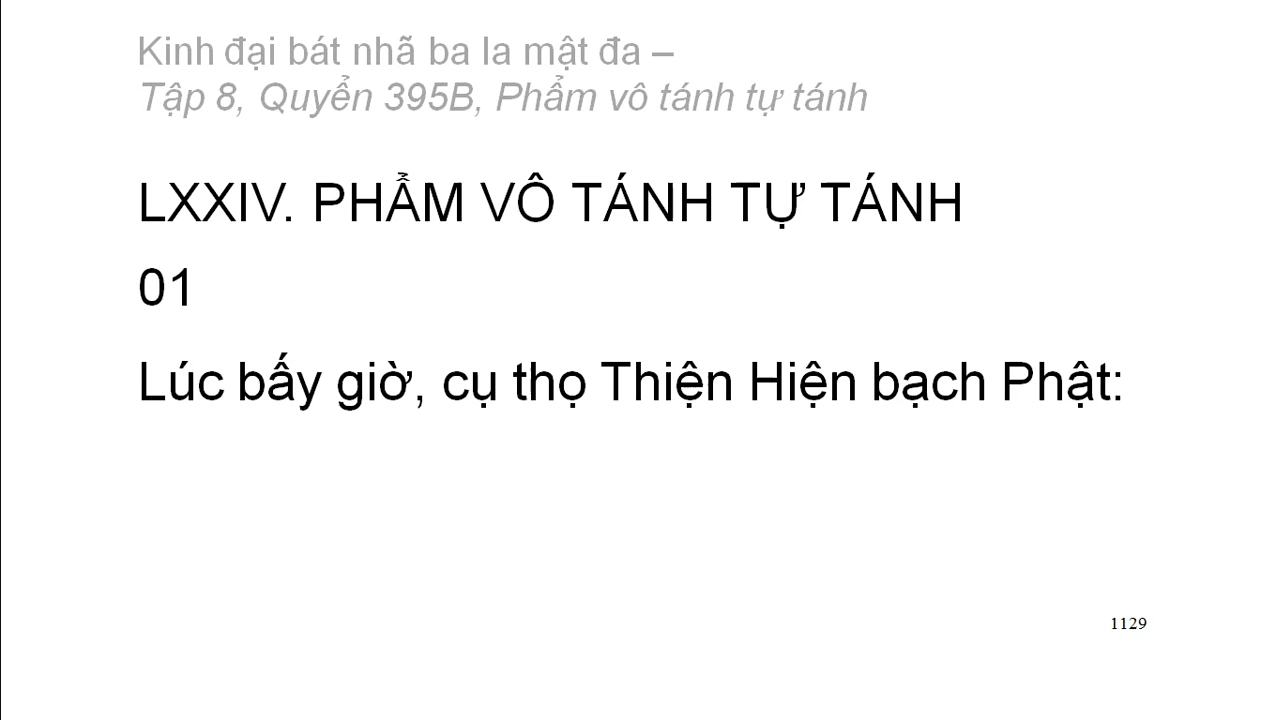 Kinh đại bát nhã ba la mật đa –
Tập 8, Quyển 395B, Phẩm vô tánh tự tánh
LXXIV. PHẨM VÔ TÁNH TỰ TÁNH
01
Lúc bấy giờ, cụ thọ Thiện Hiện bạch Phật:
1129